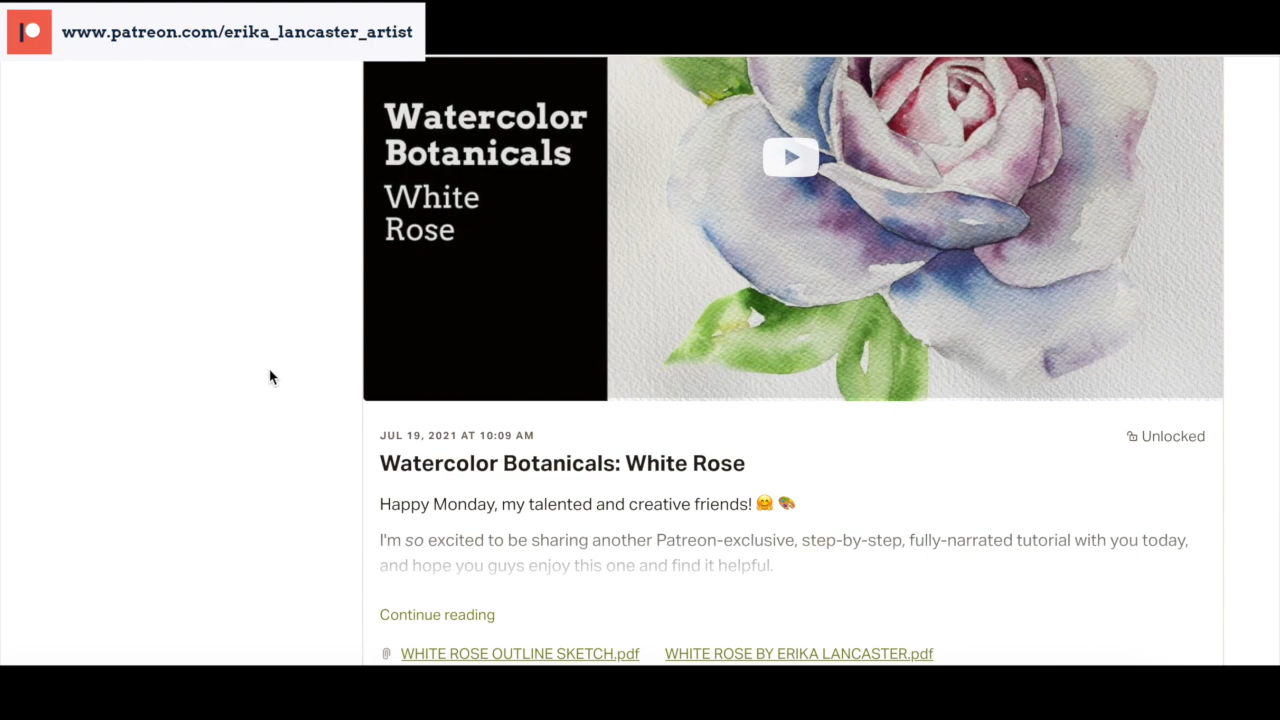 www.patreon.com/erika_lancaster_artist
Watercolor
Botanicals
White
Rose
JUL 19, 2021 AT 10:09 AM
Unlocked
Watercolor Botanicals: White Rose
Happy Monday, my talented and creative friends! 🤗 🎨
I'm so excited to be sharing another Patreon-exclusive, step-by-step, fully-narrated tutorial with you today,
and hope you guys enjoy this one and find it helpful.
Continue reading
WHITE ROSE OUTLINE SKETCH.pdf WHITE ROSE BY ERIKA LANCASTER.pdf